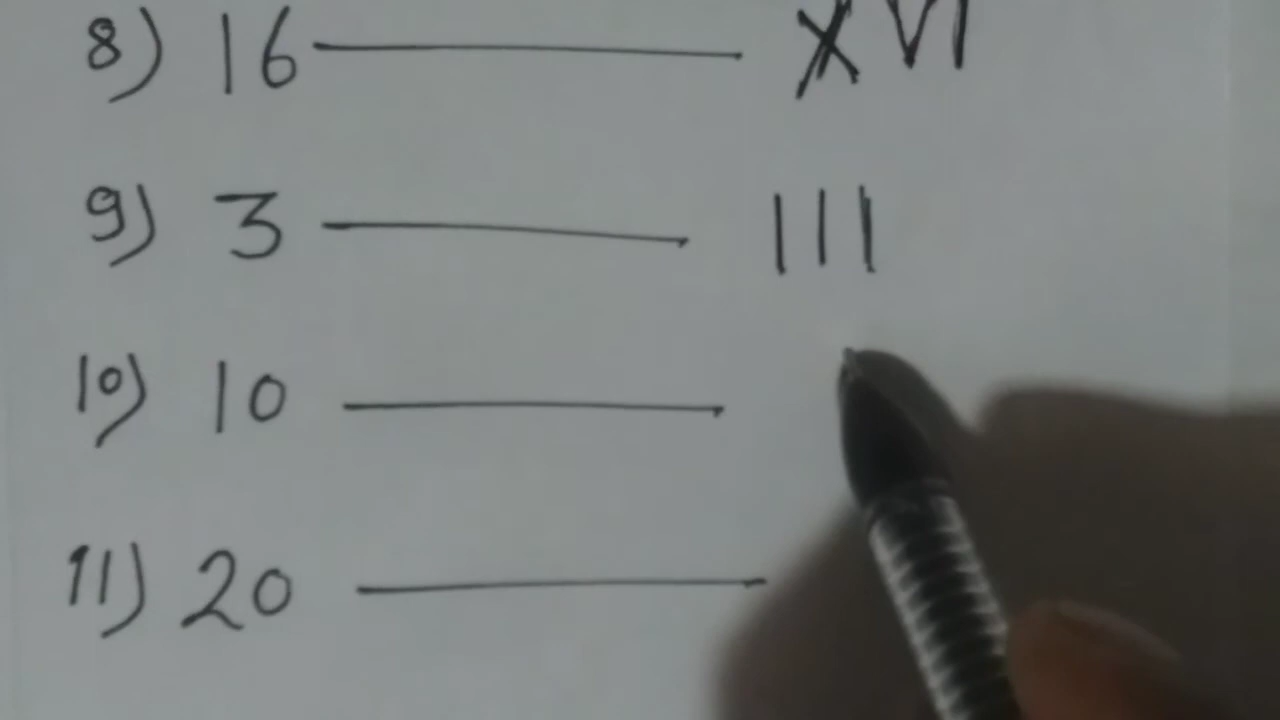 8) 16 ——— XVI
9) 3 ——— III
10) 10 ———
11) 20 ———